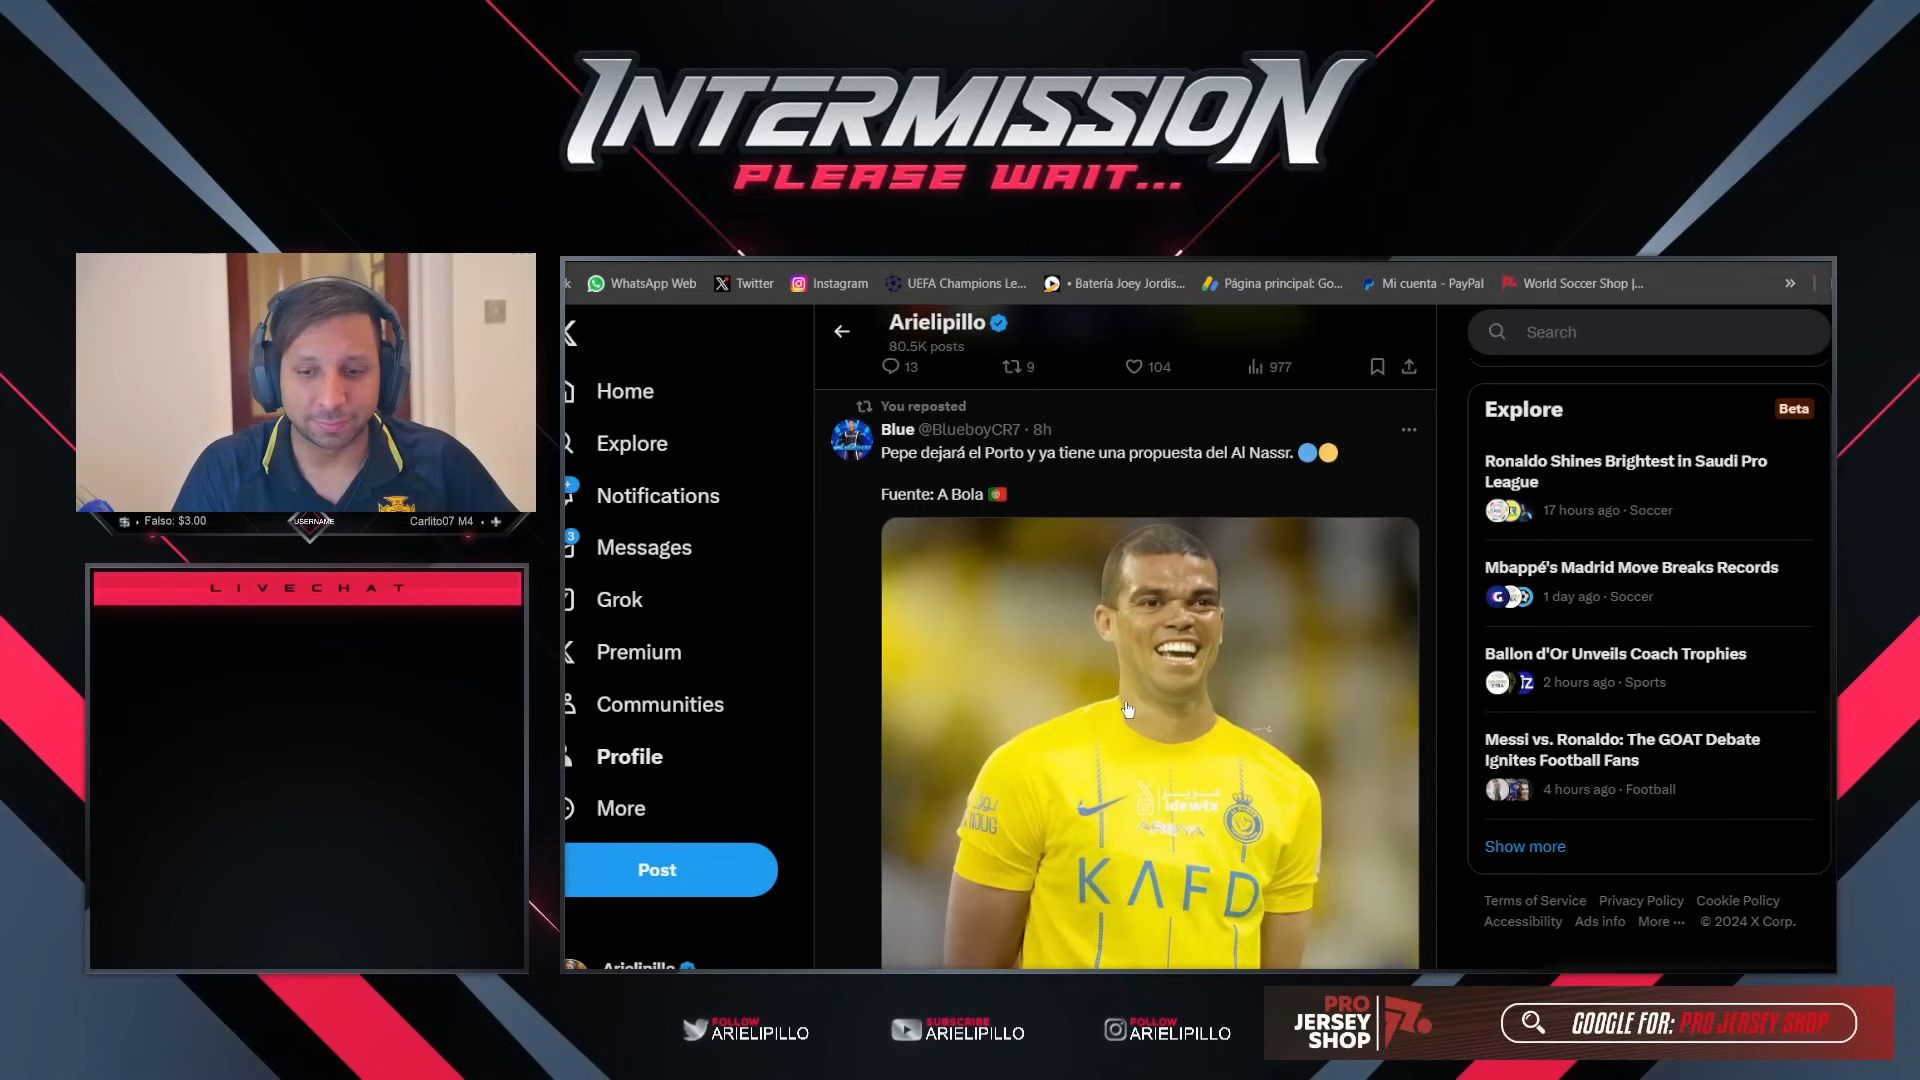 INTERMISSION
PLEASE WAIT...
WhatsApp Web
Twitter
Instagram
UEFA Champions Le...
• Batería Joey Jordis...
Página principal: Go...
Mi cuenta - PayPal
World Soccer Shop |...
Arielipillo
80.5K posts
13
9
104
977
Search
Home
Explore
Notifications
3
Messages
Grok
Premium
Communities
Profile
More
Post
Arielipillo
You reposted
Blue @BlueboyCR7 · 8h
Pepe dejará el Porto y ya tiene una propuesta del Al Nassr.
Fuente: A Bola
KAFD
Explore
Beta
Ronaldo Shines Brightest in Saudi Pro
League
17 hours ago · Soccer
Mbappé's Madrid Move Breaks Records
1 day ago · Soccer
Ballon d'Or Unveils Coach Trophies
2 hours ago · Sports
Messi vs. Ronaldo: The GOAT Debate
Ignites Football Fans
4 hours ago · Football
Show more
Terms of Service Privacy Policy Cookie Policy
Accessibility Ads info More ··· © 2024 X Corp.
Falso: $3.00
USERNAME
Carlito07 M4
LIVECHAT
FOLLOW
ARIELIPILLO
SUBSCRIBE
ARIELIPILLO
FOLLOW
ARIELIPILLO
PRO
JERSEY
SHOP
GOOGLE FOR: PRO JERSEY SHOP